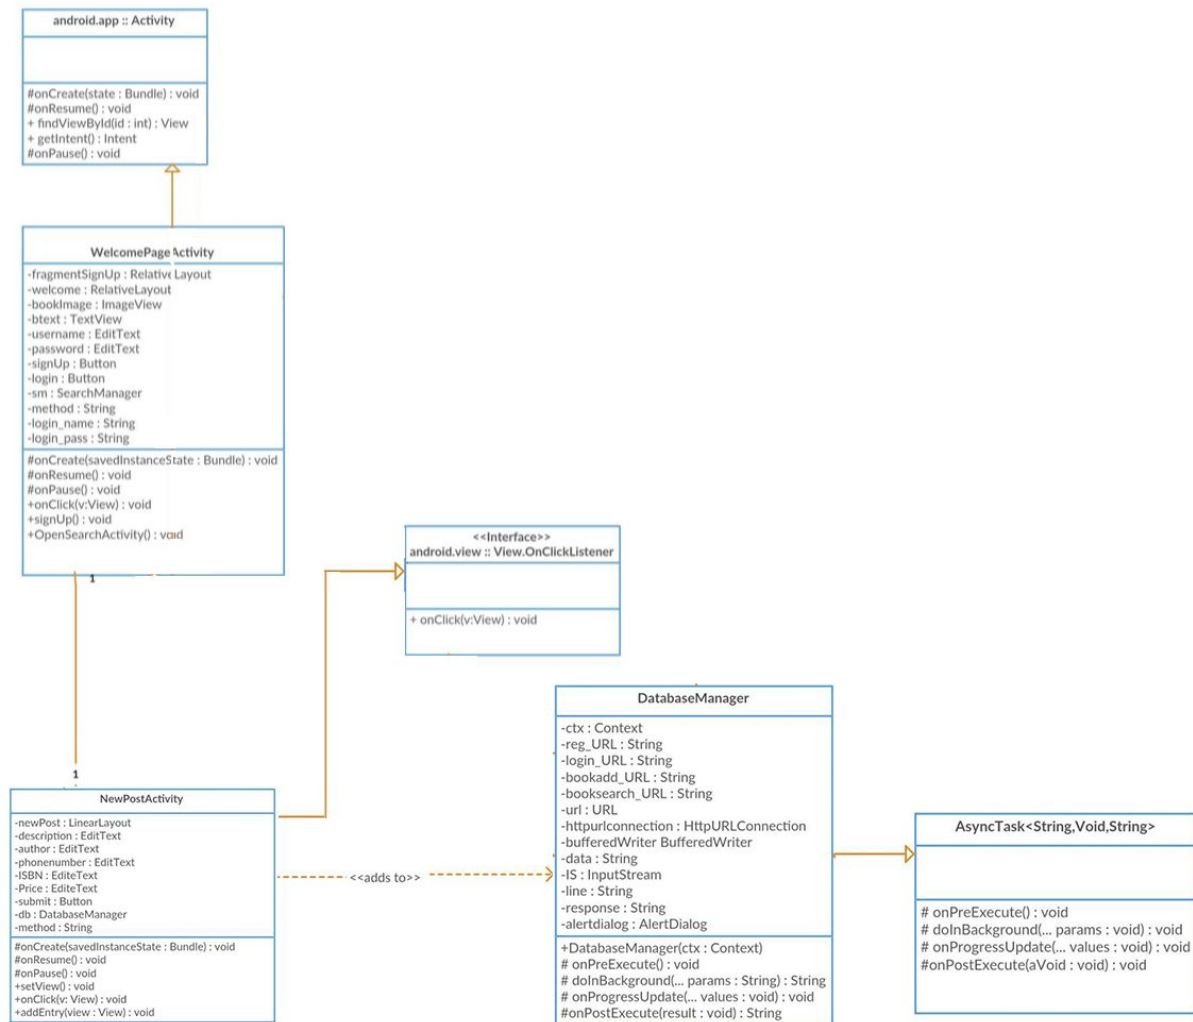 android.app :: Activity
#onCreate(state : Bundle) : void
#onResume() : void
+ findViewById(id : int) : View
+ getIntent() : Intent
#onPause() : void
WelcomePageActivity
-fragmentSignUp : RelativeLayout
-welcome : RelativeLayout
-bookImage : ImageView
-btext : TextView
-username : EditText
-password : EditText
-signUp : Button
-login : Button
-sm : SearchManager
-method : String
-login_name : String
-login_pass : String
#onCreate(savedInstanceState : Bundle) : void
#onResume() : void
#onPause() : void
+onClick(v:View) : void
+signUp() : void
+OpenSearchActivity() : void
1
<<Interface>>
android.view :: View.OnClickListener
+ onClick(v:View) : void
1
NewPostActivity
-newPost : LinearLayout
-description : EditText
-author : EditText
-phonenumber : EditText
-ISBN : EditeText
-Price : EditeText
-submit : Button
-db : DatabaseManager
-method : String
#onCreate(savedInstanceState : Bundle) : void
#onResume() : void
#onPause() : void
+setView() : void
+onClick(v: View) : void
+addEntry(view : View) : void
<<adds to>>
DatabaseManager
-ctx : Context
-reg_URL : String
-login_URL : String
-bookadd_URL : String
-booksearch_URL : String
-url : URL
-httpurlconnection : HttpURLConnection
-bufferedWriter BufferedWriter
-data : String
-IS : InputStream
-line : String
-response : String
-alertdialog : AlertDialog
+DatabaseManager(ctx : Context)
# onPreExecute() : void
# doInBackground(... params : String) : String
# onProgressUpdate(... values : void) : void
#onPostExecute(result : void) : String
AsyncTask<String,Void,String>
# onPreExecute() : void
# doInBackground(... params : void) : void
# onProgressUpdate(... values : void) : void
#onPostExecute(aVoid : void) : void